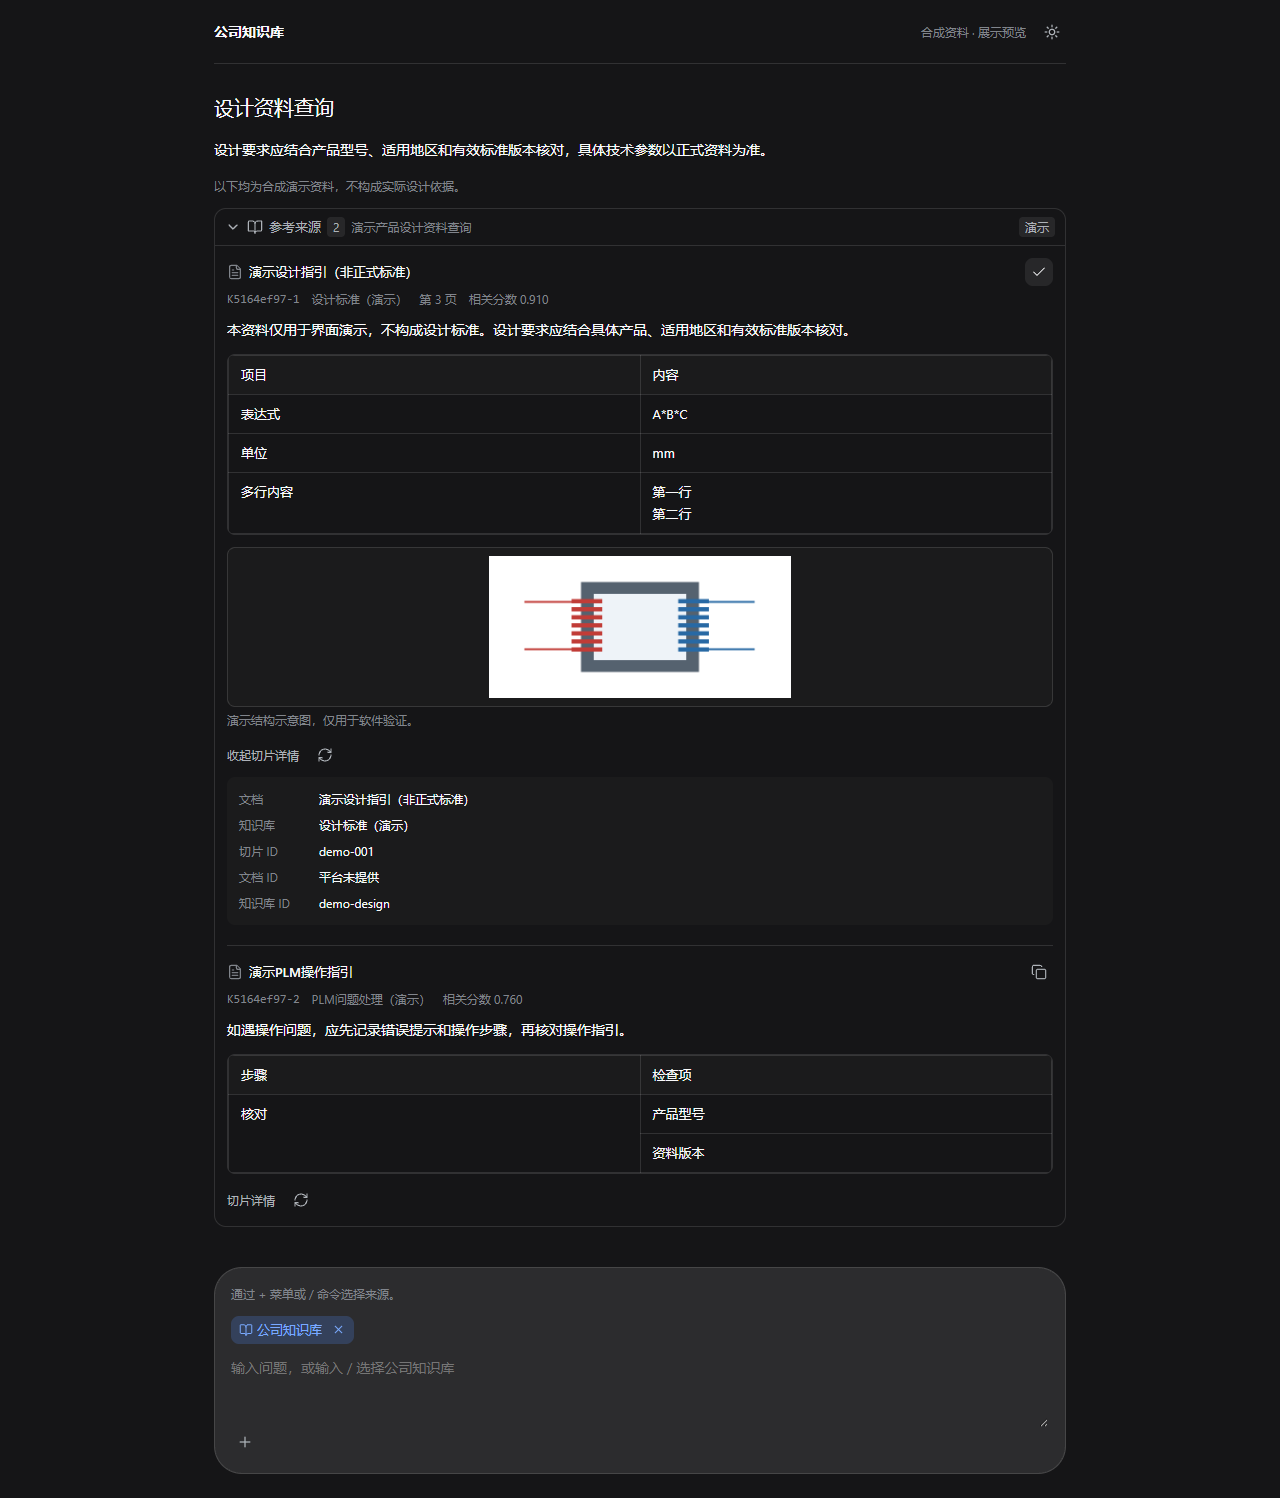 公司知识库
合成资料 · 展示预览
设计资料查询
设计要求应结合产品型号、适用地区和有效标准版本核对，具体技术参数以正式资料为准。
以下均为合成演示资料，不构成实际设计依据。
参考来源 2 演示产品设计资料查询 演示
演示设计指引（非正式标准）
K5164ef97-1 设计标准（演示） 第 3 页 相关分数 0.910
本资料仅用于界面演示，不构成设计标准。设计要求应结合具体产品、适用地区和有效标准版本核对。
项目 内容
表达式 A*B*C
单位 mm
多行内容 第一行
第二行
演示结构示意图，仅用于软件验证。
收起切片详情
文档 演示设计指引（非正式标准）
知识库 设计标准（演示）
切片 ID demo-001
文档 ID 平台未提供
知识库 ID demo-design
演示PLM操作指引
K5164ef97-2 PLM问题处理（演示） 相关分数 0.760
如遇操作问题，应先记录错误提示和操作步骤，再核对操作指引。
步骤 检查项
核对 产品型号
资料版本
切片详情
通过 + 菜单或 / 命令选择来源。
公司知识库
输入问题，或输入 / 选择公司知识库